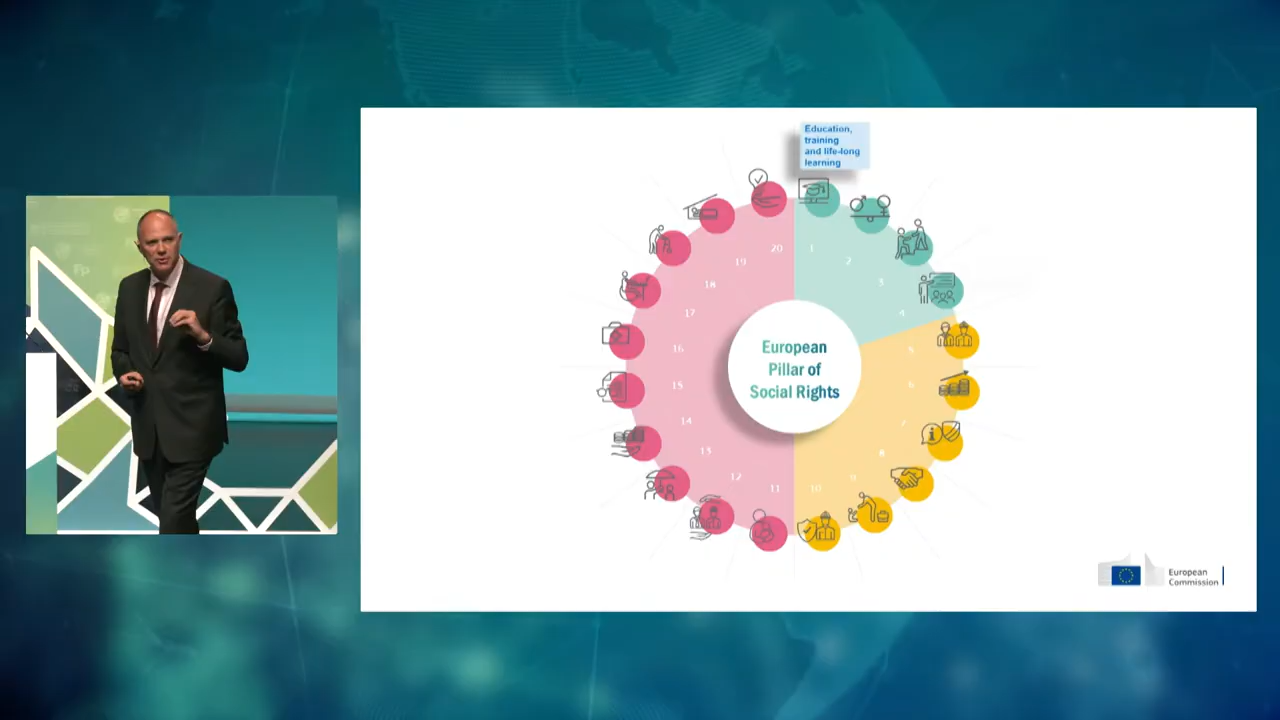 Education,
training
and life-long
learning
20
1
19
2
18
3
17
4
16
5
European
Pillar of
Social Rights
15
6
14
7
13
8
12
9
11
10
European
Commission
Fp